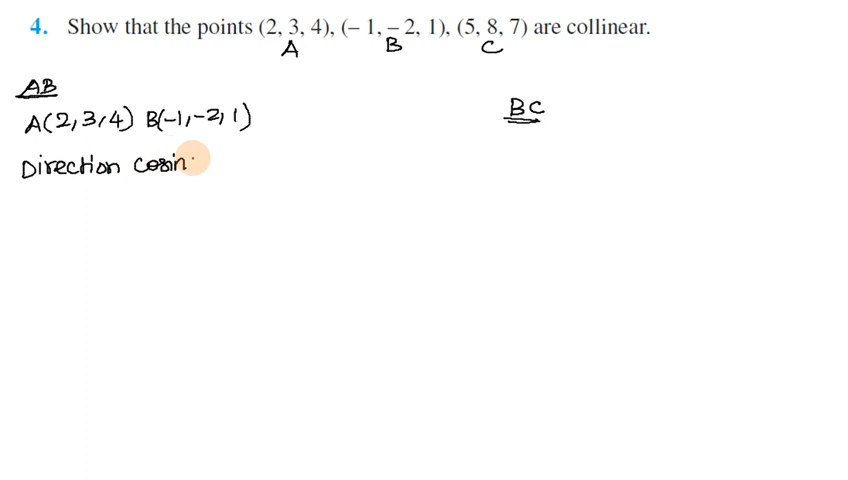 4. Show that the points (2, 3, 4), (– 1, – 2, 1), (5, 8, 7) are collinear.
A B C
AB
A(2, 3, 4) B(-1, -2, 1)
BC
Direction cosin